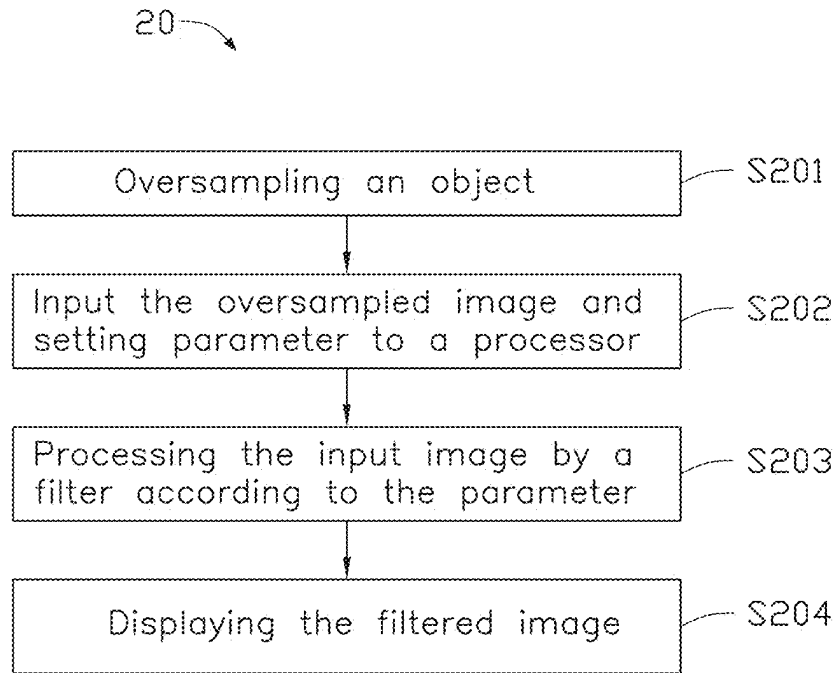 20
Oversampling an object
S201
Input the oversampled image and
setting parameter to a processor
S202
Processing the input image by a
filter according to the parameter
S203
Displaying the filtered image
S204